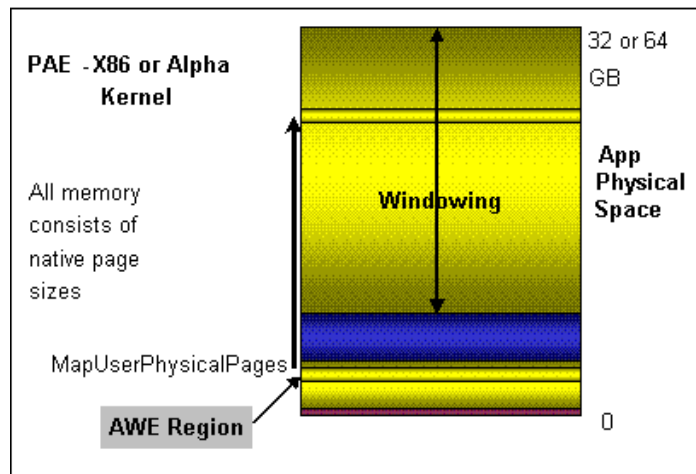 PAE - X86 or Alpha
Kernel
32 or 64
GB
App
Physical
Space
All memory
consists of
native page
sizes
Windowing
MapUserPhysicalPages
AWE Region
0